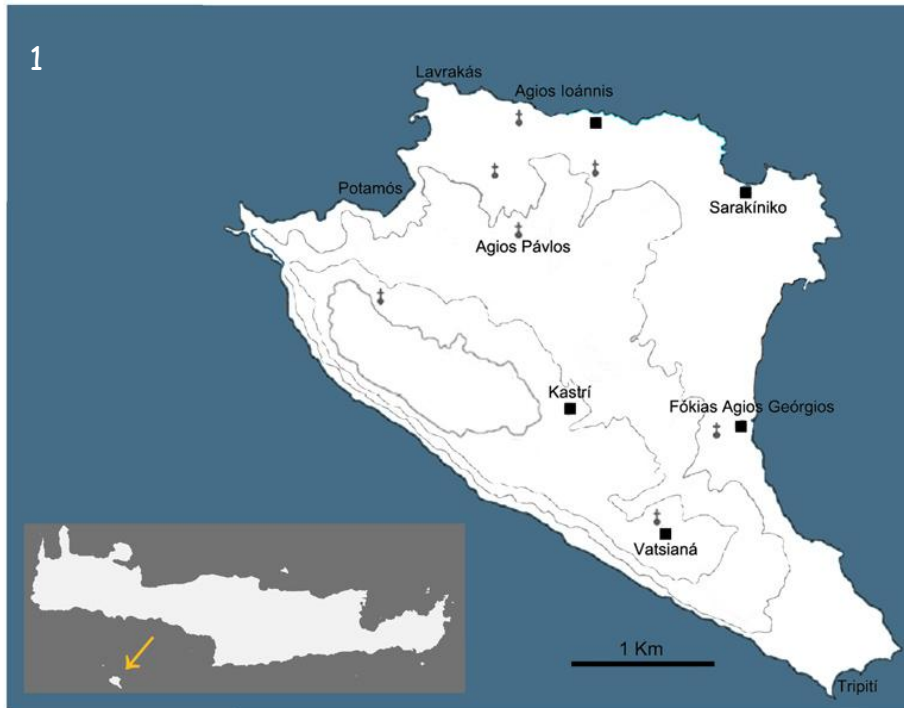 1
Lavrakás
Agios Ioánnis
Potamós
Sarakíniko
Agios Pávlos
Kastrí
Fókias Agios Geórgios
Vatsianá
1 Km
Tripití